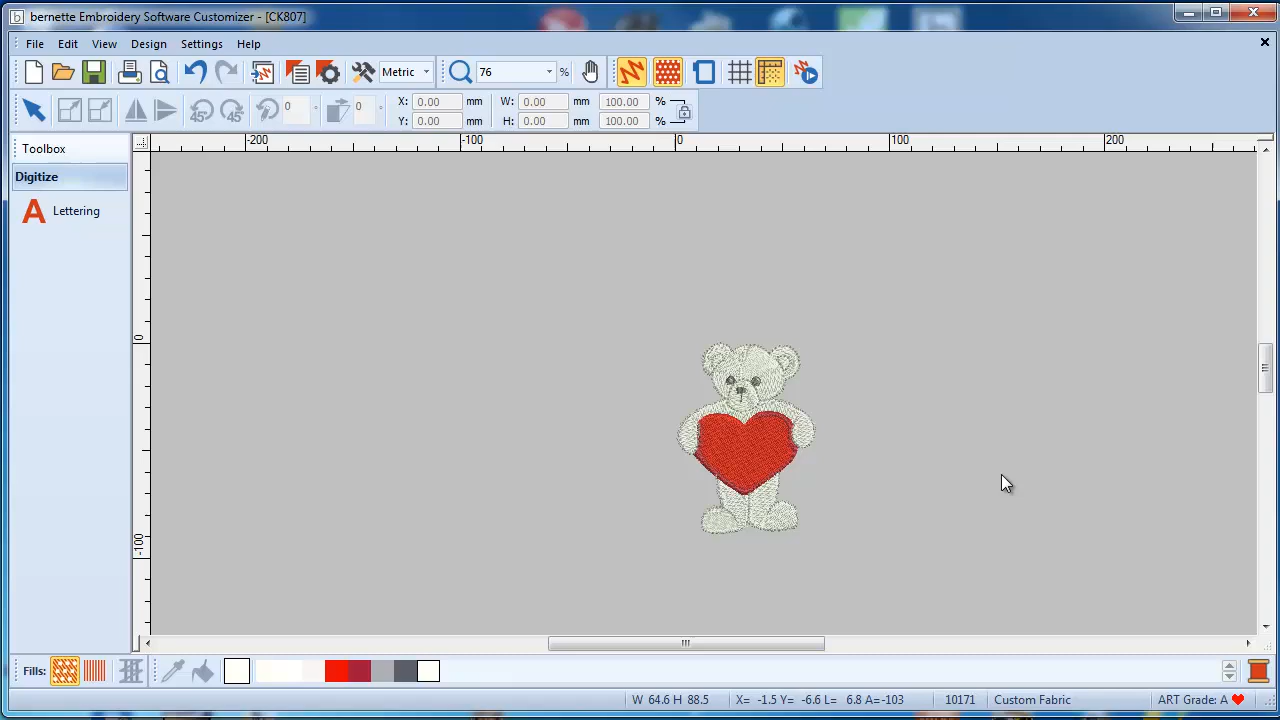 bernette Embroidery Software Customizer - [CK807]
File Edit View Design Settings Help
Metric 76 %
0 ° 0 ° X: 0.00 mm W: 0.00 mm 100.00 %
Y: 0.00 mm H: 0.00 mm 100.00 %
Toolbox
Digitize
A Lettering
-200 -100 0 100 200
0
-100
Fills:
W 64.6 H 88.5 X= -1.5 Y= -6.6 L= 6.8 A=-103 10171 Custom Fabric ART Grade: A